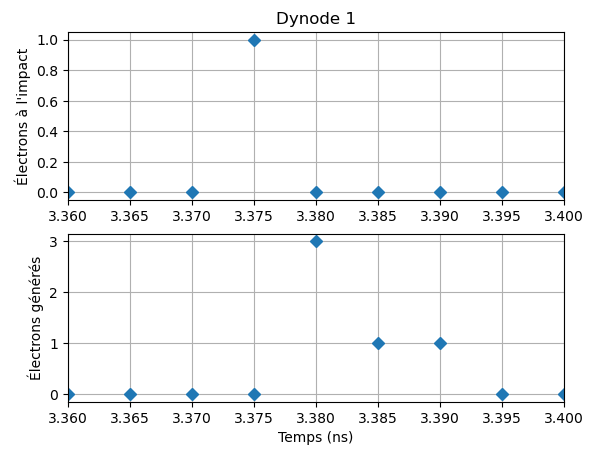 Dynode 1
Électrons à l'impact
1.0
0.8
0.6
0.4
0.2
0.0
3.360 3.365 3.370 3.375 3.380 3.385 3.390 3.395 3.400
Électrons générés
3
2
1
0
3.360 3.365 3.370 3.375 3.380 3.385 3.390 3.395 3.400
Temps (ns)